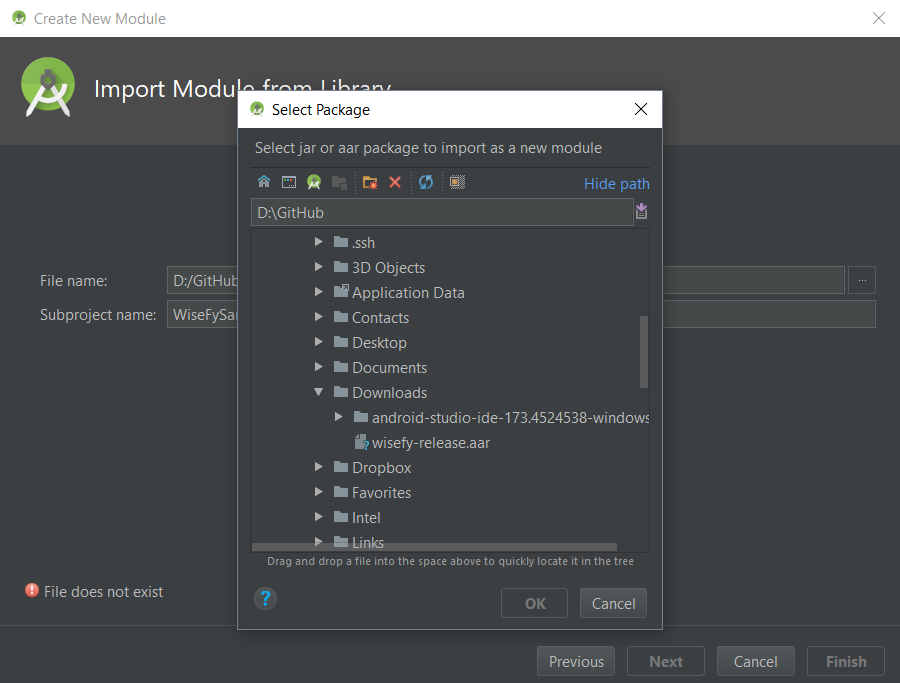 Create New Module
Import Module from Library
Select Package
Select jar or aar package to import as a new module
Hide path
D:\GitHub
.ssh
3D Objects
File name:
D:/GitHub
...
Application Data
Subproject name:
WiseFySa
Contacts
Desktop
Documents
Downloads
android-studio-ide-173.4524538-windows
wisefy-release.aar
Dropbox
Favorites
Intel
Links
Drag and drop a file into the space above to quickly locate it in the tree
File does not exist
?
OK
Cancel
Previous
Next
Cancel
Finish